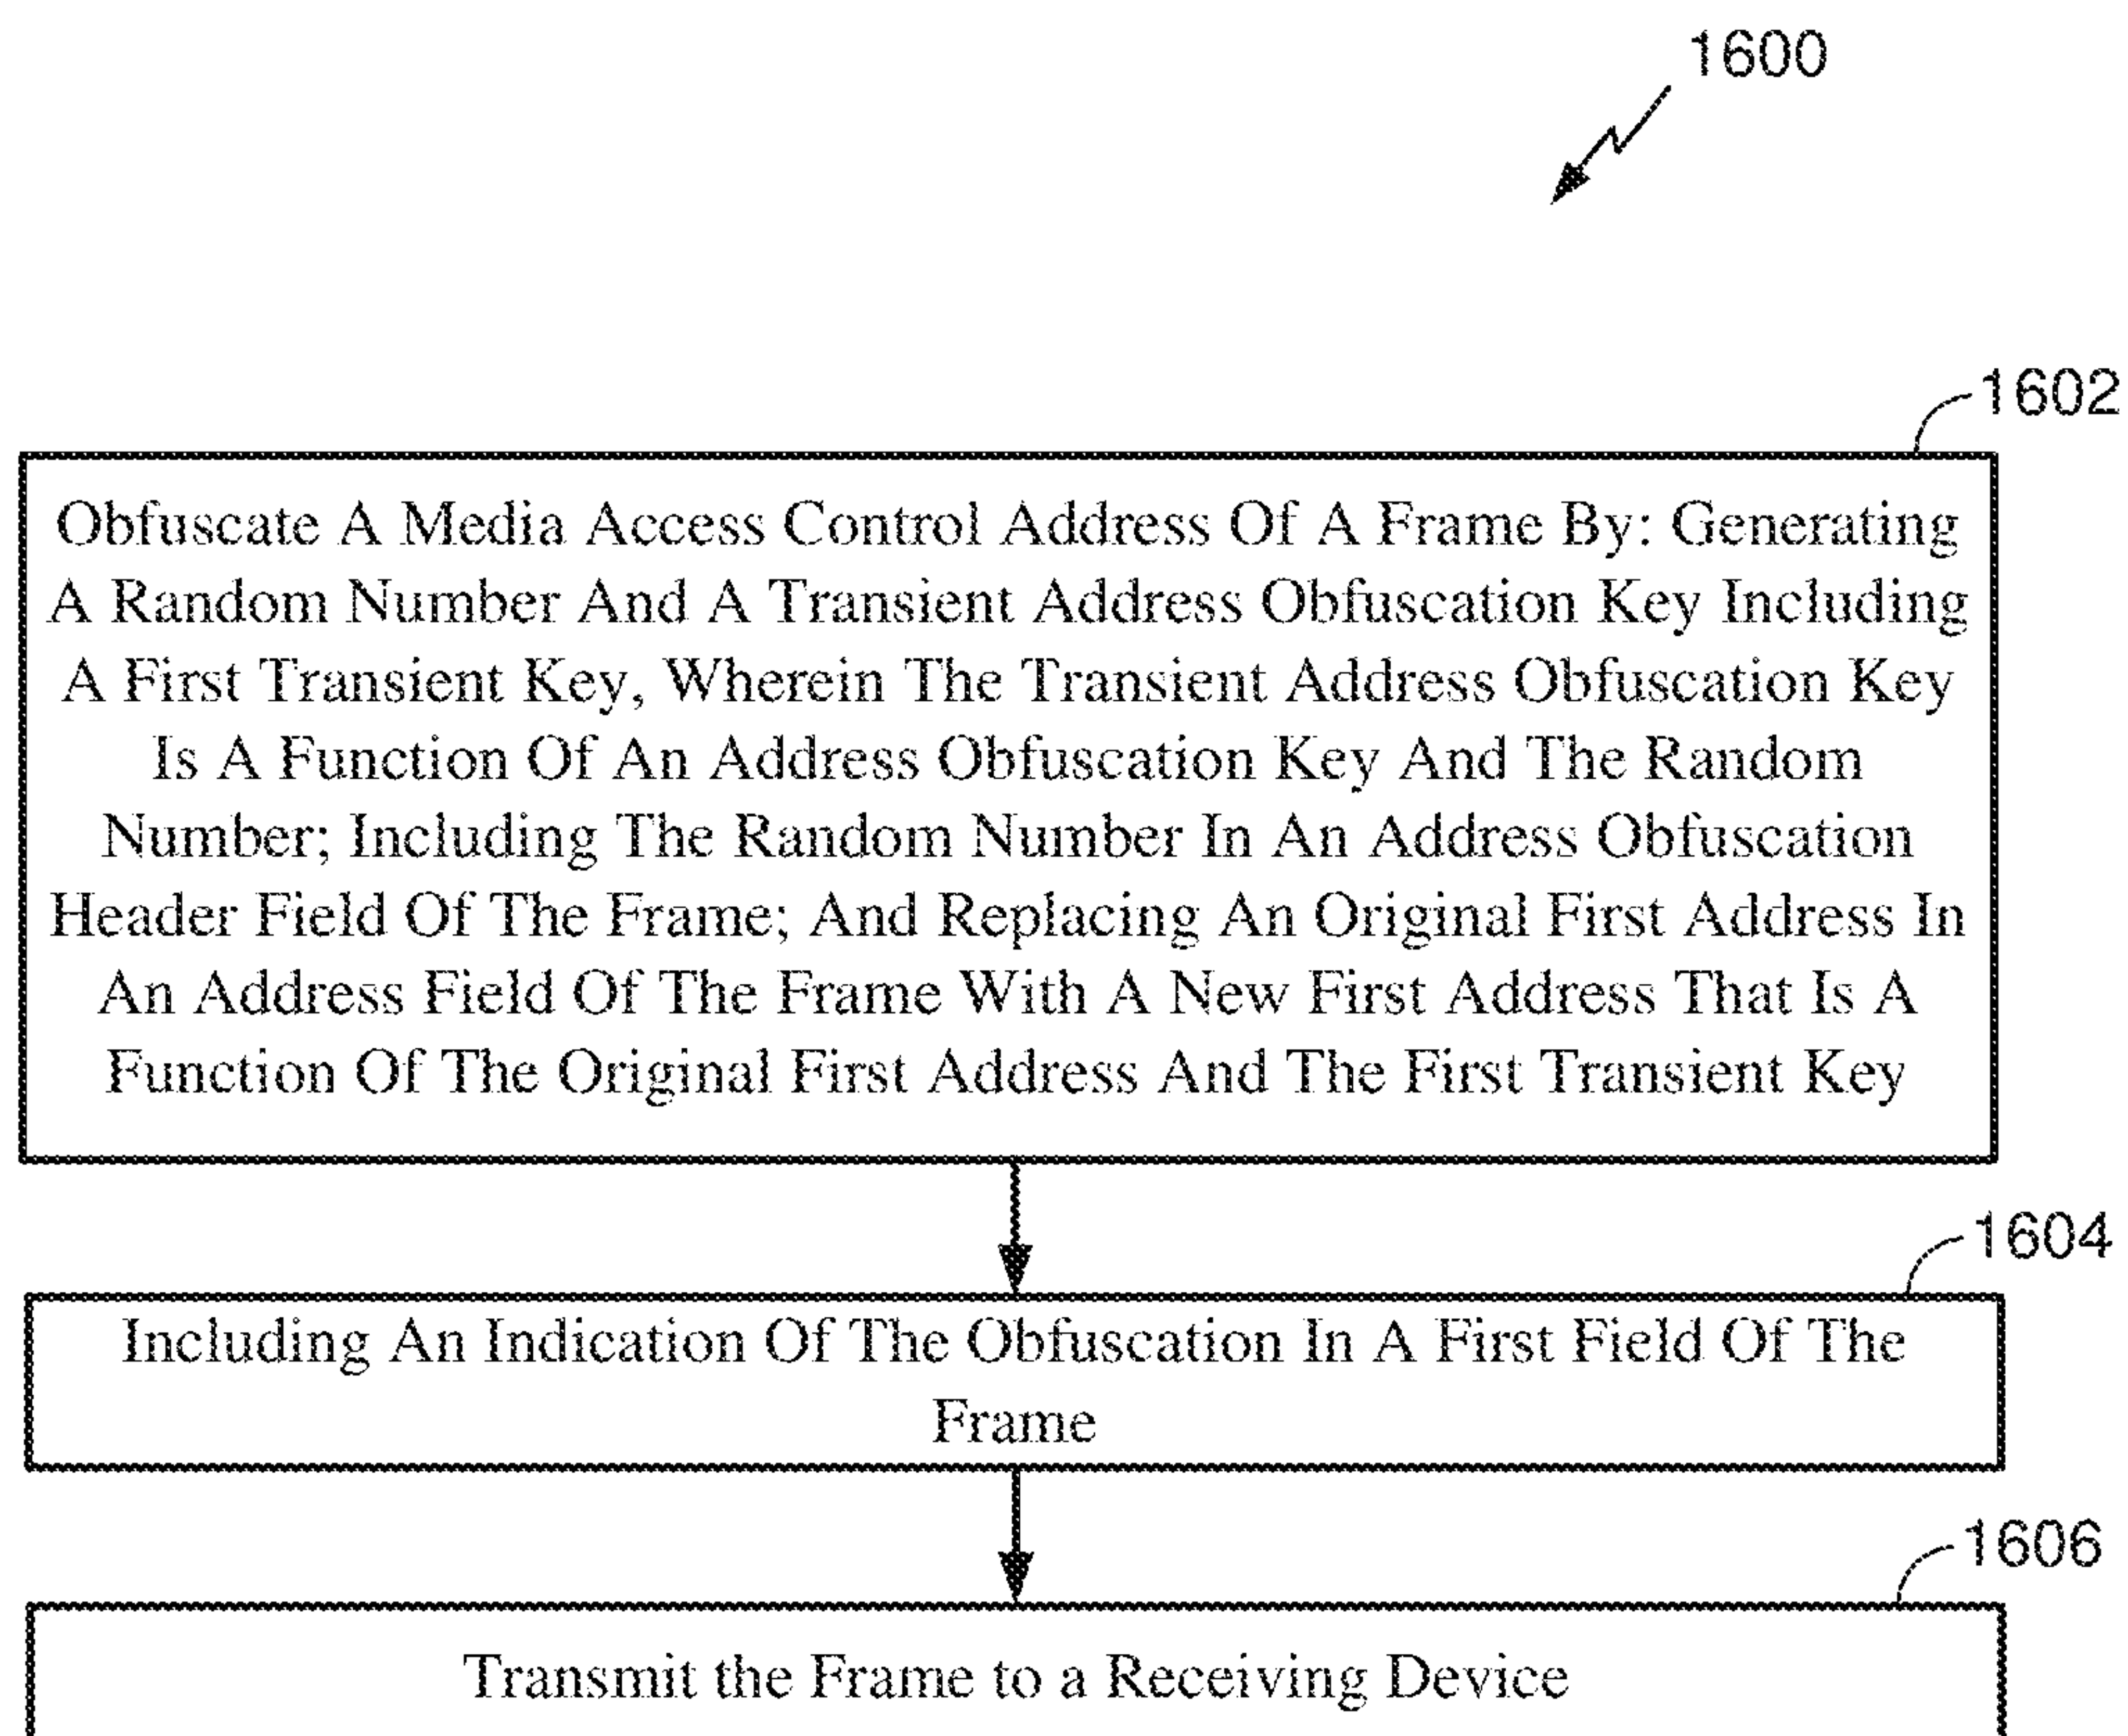 1600
1602
Obfuscate A Media Access Control Address Of A Frame By: Generating
A Random Number And A Transient Address Obfuscation Key Including
A First Transient Key, Wherein The Transient Address Obfuscation Key
Is A Function Of An Address Obfuscation Key And The Random
Number; Including The Random Number In An Address Obfuscation
Header Field Of The Frame; And Replacing An Original First Address In
An Address Field Of The Frame With A New First Address That Is A
Function Of The Original First Address And The First Transient Key
1604
Including An Indication Of The Obfuscation In A First Field Of The
Frame
1606
Transmit the Frame to a Receiving Device